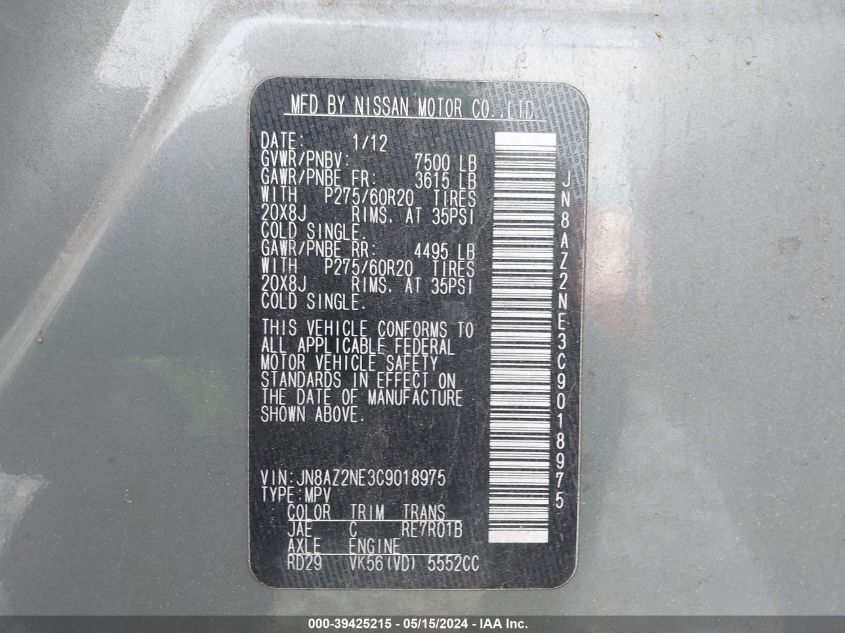 MFD BY NISSAN MOTOR CO.,LTD.
DATE: 1/12
GVWR/PNBV: 7500 LB
GAWR/PNBE FR: 3615 LB
WITH P275/60R20 TIRES
20X8J RIMS. AT 35PSI
COLD SINGLE.
GAWR/PNBE RR: 4495 LB
WITH P275/60R20 TIRES
20X8J RIMS. AT 35PSI
COLD SINGLE.
THIS VEHICLE CONFORMS TO
ALL APPLICABLE FEDERAL
MOTOR VEHICLE SAFETY
STANDARDS IN EFFECT ON
THE DATE OF MANUFACTURE
SHOWN ABOVE.
VIN:JN8AZ2NE3C9018975
TYPE:MPV
COLOR TRIM TRANS
JAE C RE7R01B
AXLE ENGINE
RD29 VK56(VD) 5552CC
JN8AZ2NE3C9018975
000-39425215 - 05/15/2024 - IAA Inc.